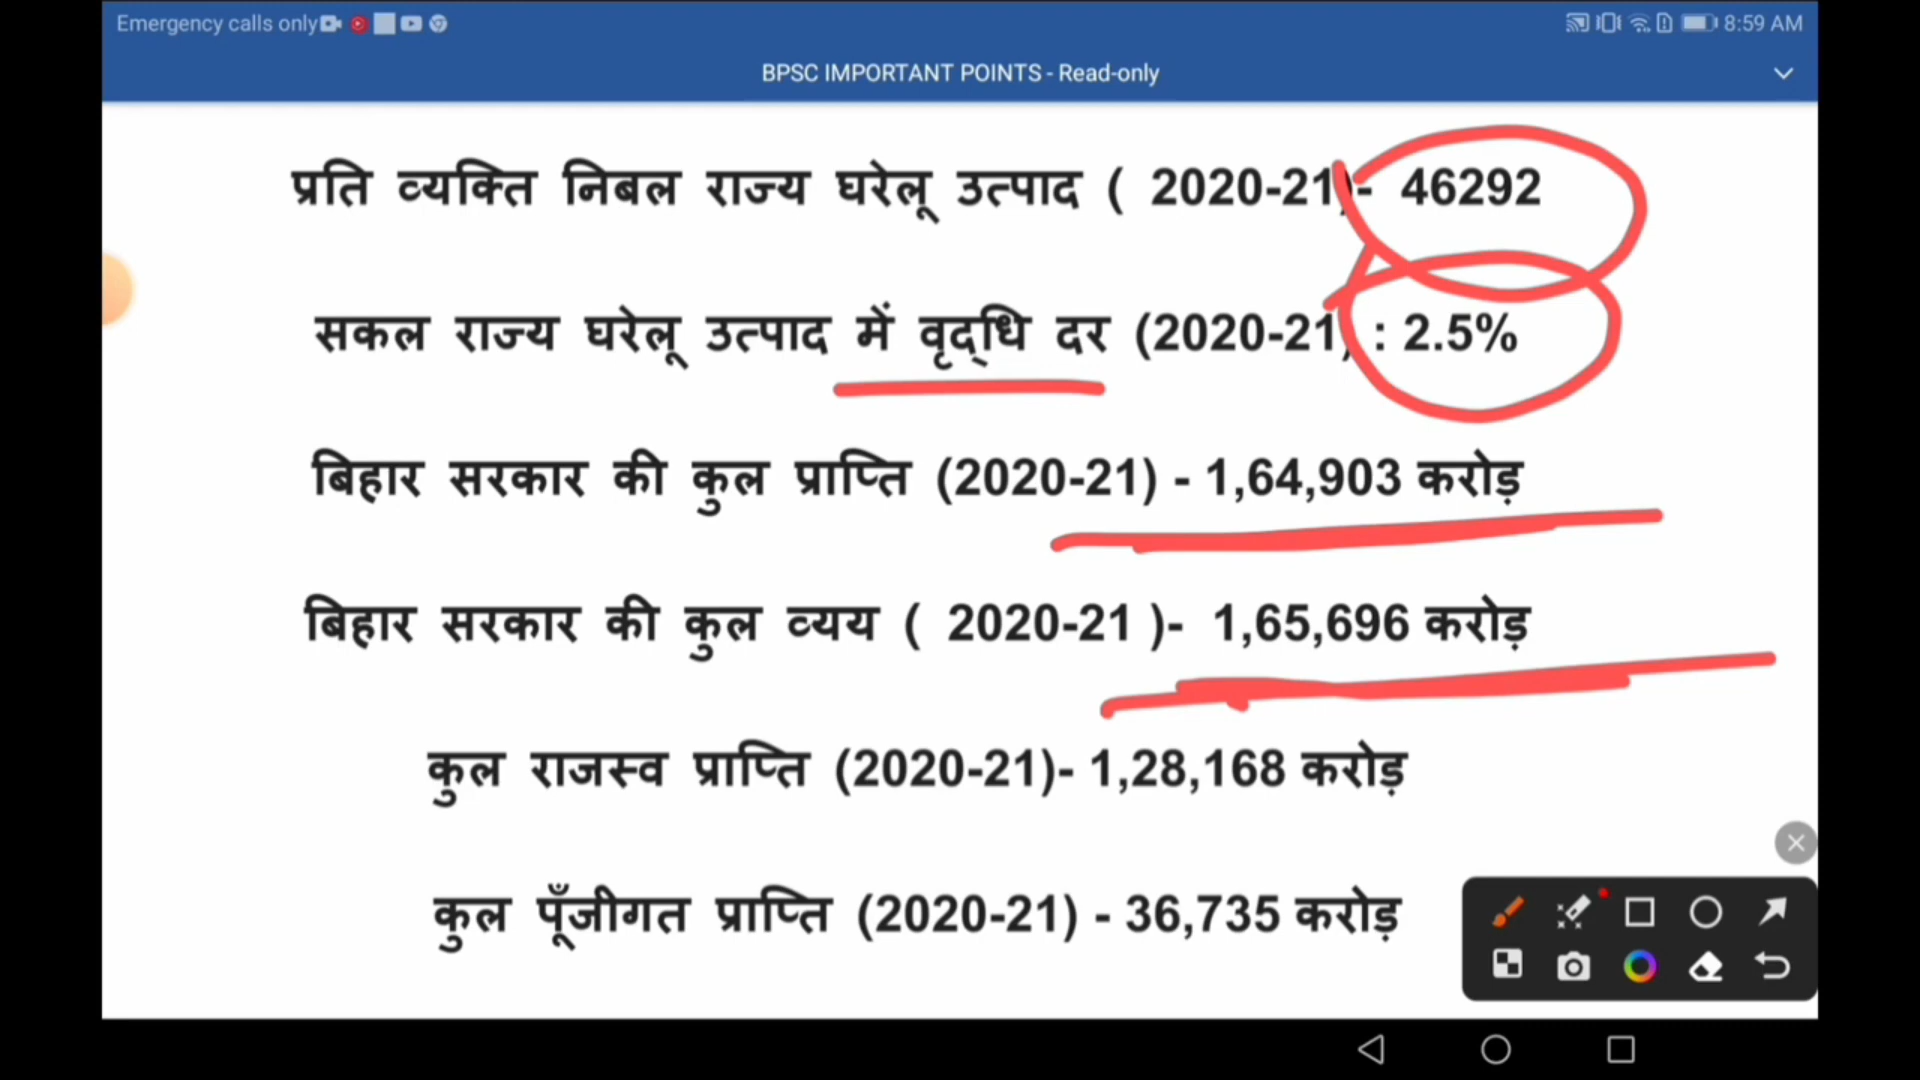 Emergency calls only
8:59 AM
BPSC IMPORTANT POINTS - Read-only
प्रति व्यक्ति निबल राज्य घरेलू उत्पाद ( 2020-21)- 46292
सकल राज्य घरेलू उत्पाद में वृद्धि दर (2020-21) : 2.5%
बिहार सरकार की कुल प्राप्ति (2020-21) - 1,64,903 करोड़
बिहार सरकार की कुल व्यय ( 2020-21 )- 1,65,696 करोड़
कुल राजस्व प्राप्ति (2020-21)- 1,28,168 करोड़
कुल पूँजीगत प्राप्ति (2020-21) - 36,735 करोड़